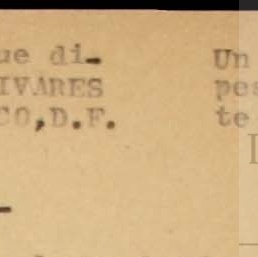 ue di-
IVARES
CO,D.F.
-
Un
pes
te